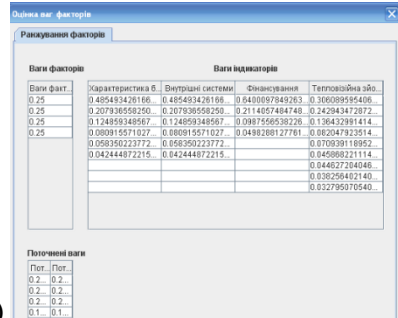 Оцінка ваг факторів
Ранжування факторів
Ваги факторів Ваги індикаторів
Ваги факт... Характеристика б... Внутрішні системи Фінансування Тепловізійна зйо...
0.25 0.485493426166... 0.485493426166... 0.6400097849263... 0.306089595406...
0.25 0.207936558250... 0.207936558250... 0.2114057484748... 0.242943472872...
0.25 0.124859348567... 0.124859348567... 0.0987556538226... 0.136432991414...
0.25 0.080915571027... 0.080915571027... 0.0498288127761... 0.082047923514...
0.058350223772... 0.058350223772... 0.070939118952...
0.042444872215... 0.042444872215... 0.045868221114...
0.044627204046...
0.038256402140...
0.032795070540...
Поточнені ваги
Пот... Пот...
0.2... 0.2...
0.2... 0.2...
0.2... 0.2...
0.1... 0.1...